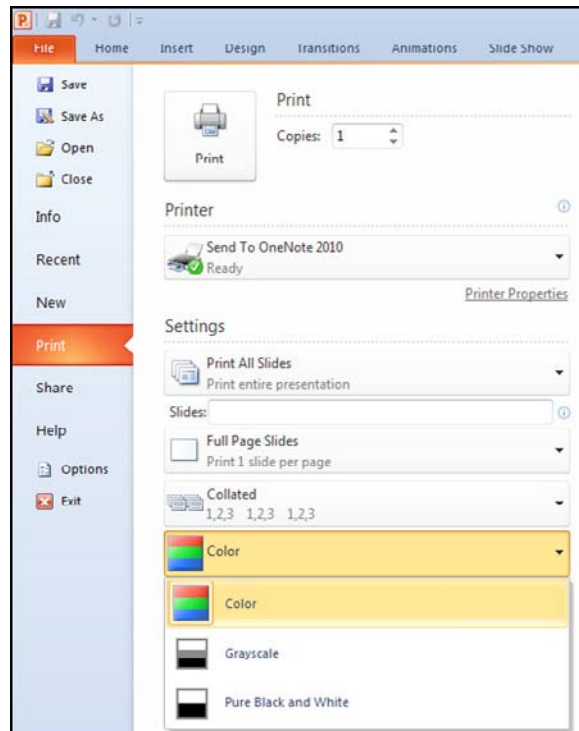 P
File Home Insert Design Transitions Animations Slide Show
Save
Save As
Open
Close
Info
Recent
New
Print
Share
Help
Options
Exit
Print
Print
Copies: 1
Printer
Send To OneNote 2010
Ready
Printer Properties
Settings
Print All Slides
Print entire presentation
Slides:
Full Page Slides
Print 1 slide per page
Collated
1,2,3 1,2,3 1,2,3
Color
Color
Grayscale
Pure Black and White